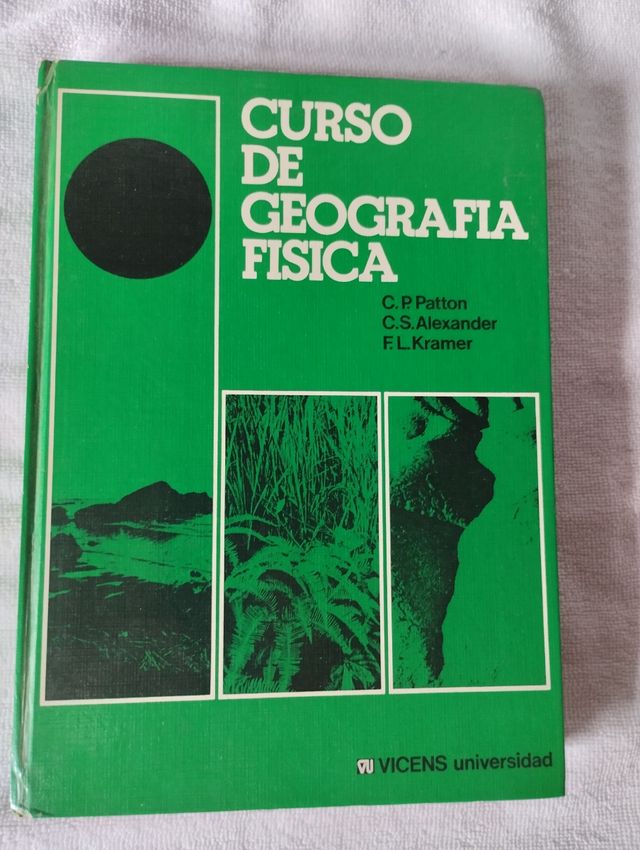 CURSO
DE
GEOGRAFIA
FISICA
C.P. Patton
C.S. Alexander
F.L. Kramer
VU VICENS universidad